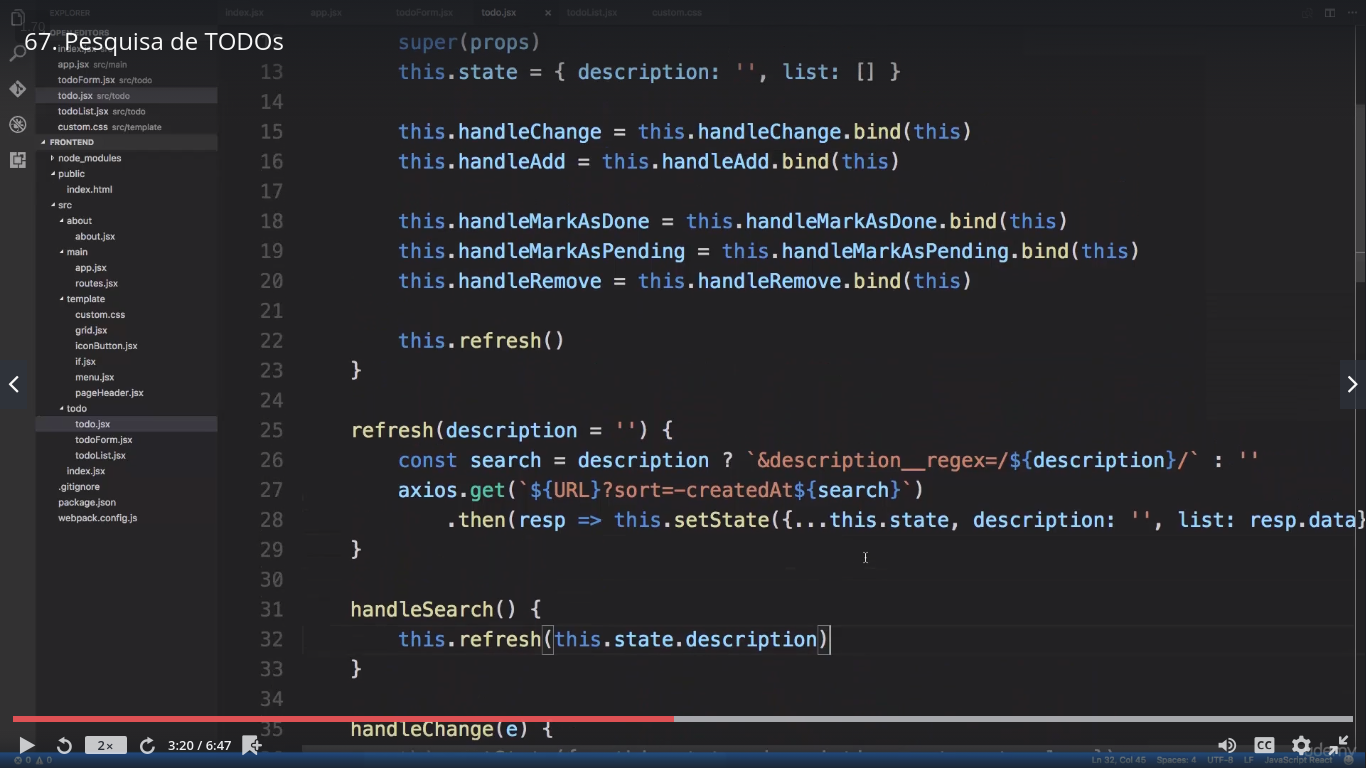 EXPLORER
index.jsx app.jsx todoForm.jsx todo.jsx × todoList.jsx custom.css
67. Pesquisa de TODOs
app.jsx src/main
todoForm.jsx src/todo
todo.jsx src/todo
todoList.jsx src/todo
custom.css src/template
FRONTEND
node_modules
public
index.html
src
about
about.jsx
main
app.jsx
routes.jsx
template
custom.css
grid.jsx
iconButton.jsx
if.jsx
menu.jsx
pageHeader.jsx
todo
todo.jsx
todoForm.jsx
todoList.jsx
index.jsx
.gitignore
package.json
webpack.config.js
super(props)
13 this.state = { description: '', list: [] }
14
15 this.handleChange = this.handleChange.bind(this)
16 this.handleAdd = this.handleAdd.bind(this)
17
18 this.handleMarkAsDone = this.handleMarkAsDone.bind(this)
19 this.handleMarkAsPending = this.handleMarkAsPending.bind(this)
20 this.handleRemove = this.handleRemove.bind(this)
21
22 this.refresh()
23 }
24
25 refresh(description = '') {
26 const search = description ? `&description__regex=/${description}/` : ''
27 axios.get(`${URL}?sort=-createdAt${search}`)
28 .then(resp => this.setState({...this.state, description: '', list: resp.data}
29 }
30
31 handleSearch() {
32 this.refresh(this.state.description)
33 }
34
35 handleChange(e) {
2× 3:20 / 6:47 CC
0 0 Ln 32, Col 45 Spaces: 4 UTF-8 LF JavaScript React
udemy